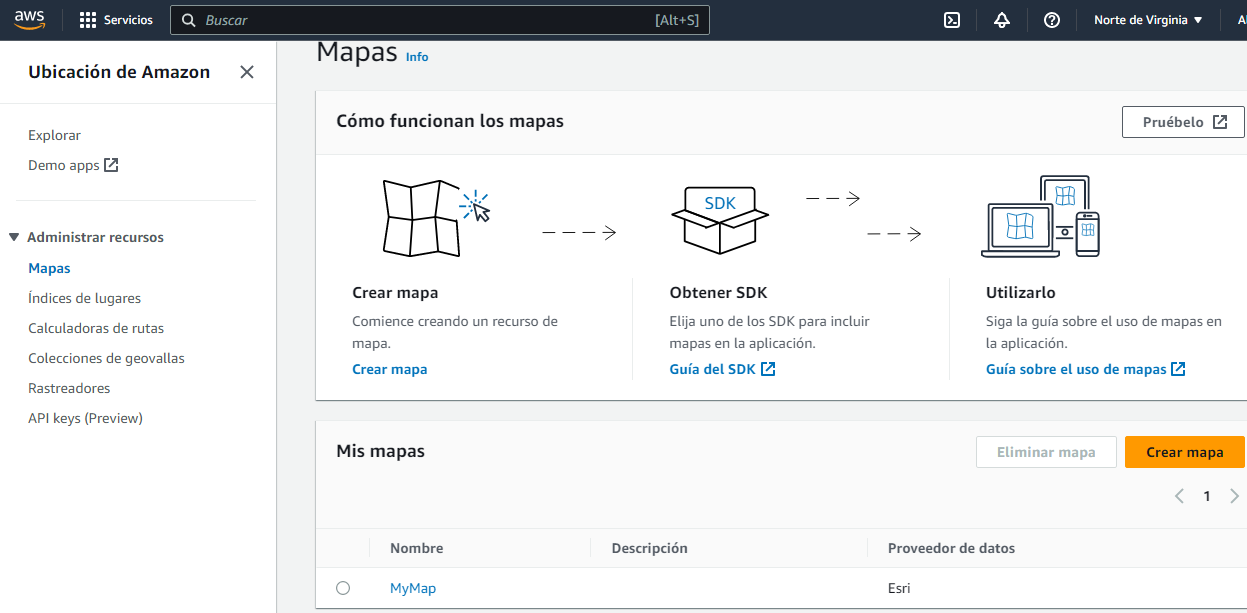 aws
Servicios
Buscar
[Alt+S]
Norte de Virginia
Ubicación de Amazon
Explorar
Demo apps
Administrar recursos
Mapas
Índices de lugares
Calculadoras de rutas
Colecciones de geovallas
Rastreadores
API keys (Preview)
Mapas Info
Cómo funcionan los mapas
Pruébelo
SDK
Crear mapa
Comience creando un recurso de
mapa.
Crear mapa
Obtener SDK
Elija uno de los SDK para incluir
mapas en la aplicación.
Guía del SDK
Utilizarlo
Siga la guía sobre el uso de mapas en
la aplicación.
Guía sobre el uso de mapas
Mis mapas
Eliminar mapa
Crear mapa
1
Nombre Descripción Proveedor de datos
MyMap Esri